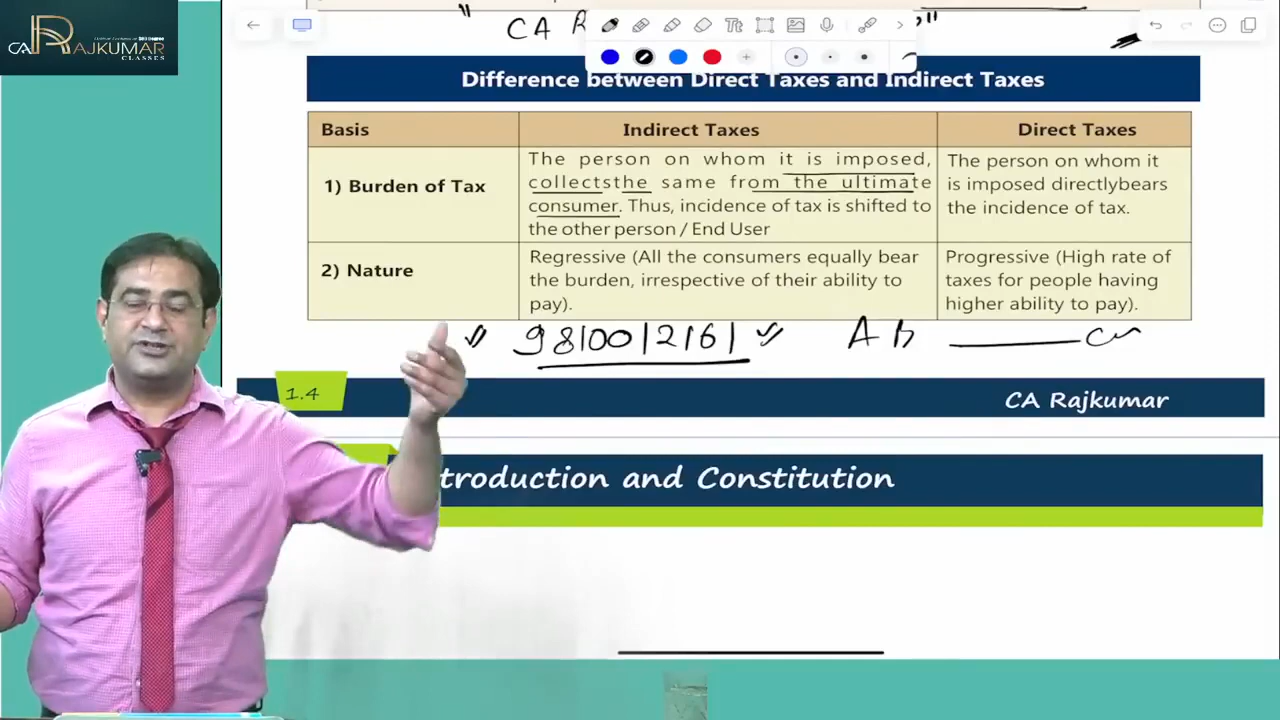 CA RAJKUMAR
CLASSES
" CA R "
Difference between Direct Taxes and Indirect Taxes
Basis Indirect Taxes Direct Taxes
1) Burden of Tax
The person on whom it is imposed,
collectsthe same from the ultimate
consumer. Thus, incidence of tax is shifted to
the other person / End User
The person on whom it
is imposed directlybears
the incidence of tax.
2) Nature
Regressive (All the consumers equally bear
the burden, irrespective of their ability to
pay).
Progressive (High rate of
taxes for people having
higher ability to pay).
9810012161 A B
1.4 CA Rajkumar
troduction and Constitution